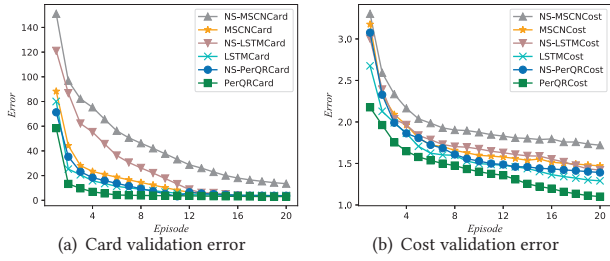 140
120
100
80
60
40
20
0
Error
4
8
12
16
20
Episode
NS-MSCNCard
MSCNCard
NS-LSTMCard
LSTMCard
NS-PerQRCard
PerQRCard
(a) Card validation error
3.0
2.5
2.0
1.5
1.0
Error
4
8
12
16
20
Episode
NS-MSCNCost
MSCNCost
NS-LSTMCost
LSTMCost
NS-PerQRCost
PerQRCost
(b) Cost validation error